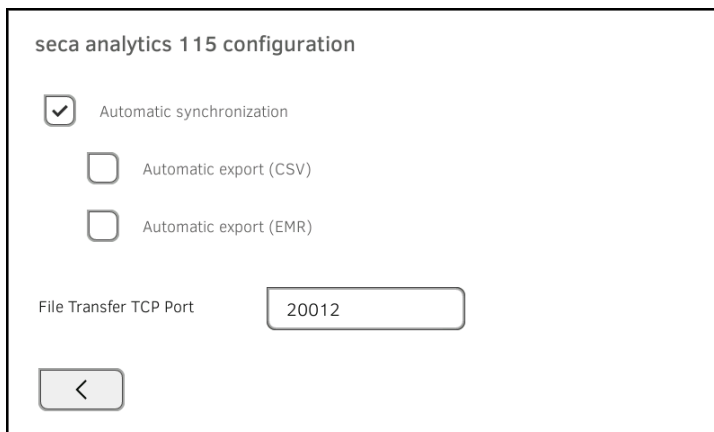 seca analytics 115 configuration
Automatic synchronization
Automatic export (CSV)
Automatic export (EMR)
File Transfer TCP Port
20012